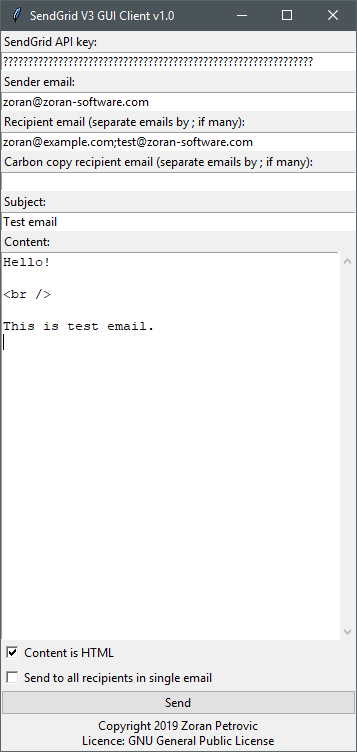 SendGrid V3 GUI Client v1.0
SendGrid API key:
??????????????????????????????????????????????????????????????
Sender email:
zoran@zoran-software.com
Recipient email (separate emails by ; if many):
zoran@example.com;test@zoran-software.com
Carbon copy recipient email (separate emails by ; if many):
Subject:
Test email
Content:
Hello!
<br />
This is test email.
Content is HTML
Send to all recipients in single email
Send
Copyright 2019 Zoran Petrovic
Licence: GNU General Public License